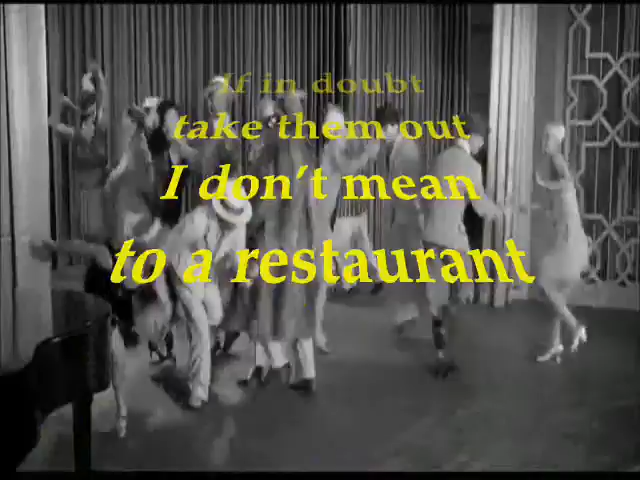 If in doubt
take them out
I don't mean
to a restaurant